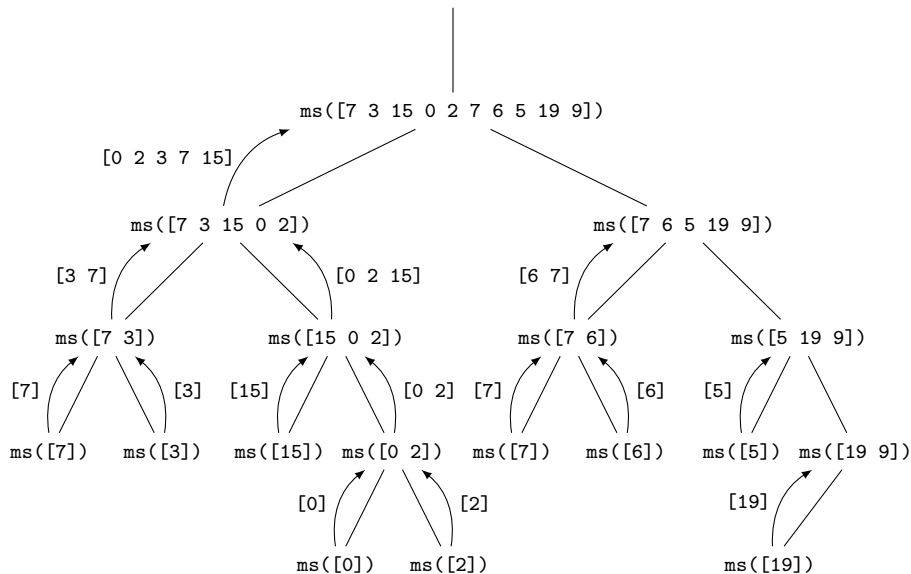 ms([7 3 15 0 2 7 6 5 19 9])
[0 2 3 7 15]
ms([7 3 15 0 2])
ms([7 6 5 19 9])
[3 7]
[0 2 15]
[6 7]
ms([7 3])
ms([15 0 2])
ms([7 6])
ms([5 19 9])
[7]
[3]
[15]
[0 2]
[7]
[6]
[5]
ms([7])
ms([3])
ms([15])
ms([0 2])
ms([7])
ms([6])
ms([5])
ms([19 9])
[0]
[2]
[19]
ms([0])
ms([2])
ms([19])